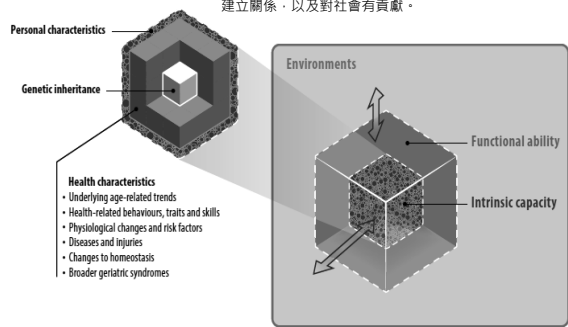 建立關係，以及對社會有貢獻。
Personal characteristics
Genetic inheritance
Health characteristics
• Underlying age-related trends
• Health-related behaviours, traits and skills
• Physiological changes and risk factors
• Diseases and injuries
• Changes to homeostasis
• Broader geriatric syndromes
Environments
Functional ability
Intrinsic capacity